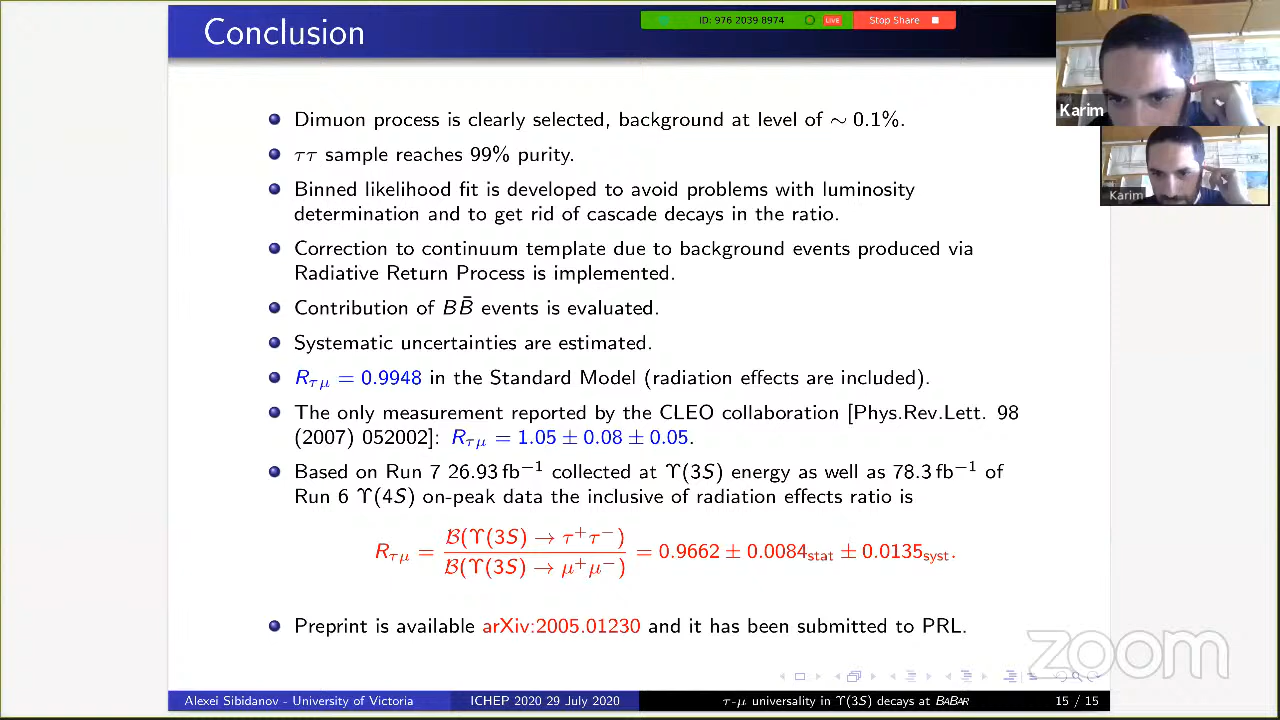 Conclusion
ID: 976 2039 8974
LIVE
Stop Share
Karim
Karim
Dimuon process is clearly selected, background at level of ∼ 0.1%.
ττ sample reaches 99% purity.
Binned likelihood fit is developed to avoid problems with luminosity
determination and to get rid of cascade decays in the ratio.
Correction to continuum template due to background events produced via
Radiative Return Process is implemented.
Contribution of BB̄ events is evaluated.
Systematic uncertainties are estimated.
R_τμ = 0.9948 in the Standard Model (radiation effects are included).
The only measurement reported by the CLEO collaboration [Phys.Rev.Lett. 98
(2007) 052002]: R_τμ = 1.05 ± 0.08 ± 0.05.
Based on Run 7 26.93 fb⁻¹ collected at Υ(3S) energy as well as 78.3 fb⁻¹ of
Run 6 Υ(4S) on-peak data the inclusive of radiation effects ratio is
R_τμ = B(Υ(3S) → τ⁺τ⁻) / B(Υ(3S) → μ⁺μ⁻) = 0.9662 ± 0.0084_stat ± 0.0135_syst.
Preprint is available arXiv:2005.01230 and it has been submitted to PRL.
zoom
Alexei Sibidanov - University of Victoria
ICHEP 2020 29 July 2020
τ-μ universality in Υ(3S) decays at BABAR
15 / 15